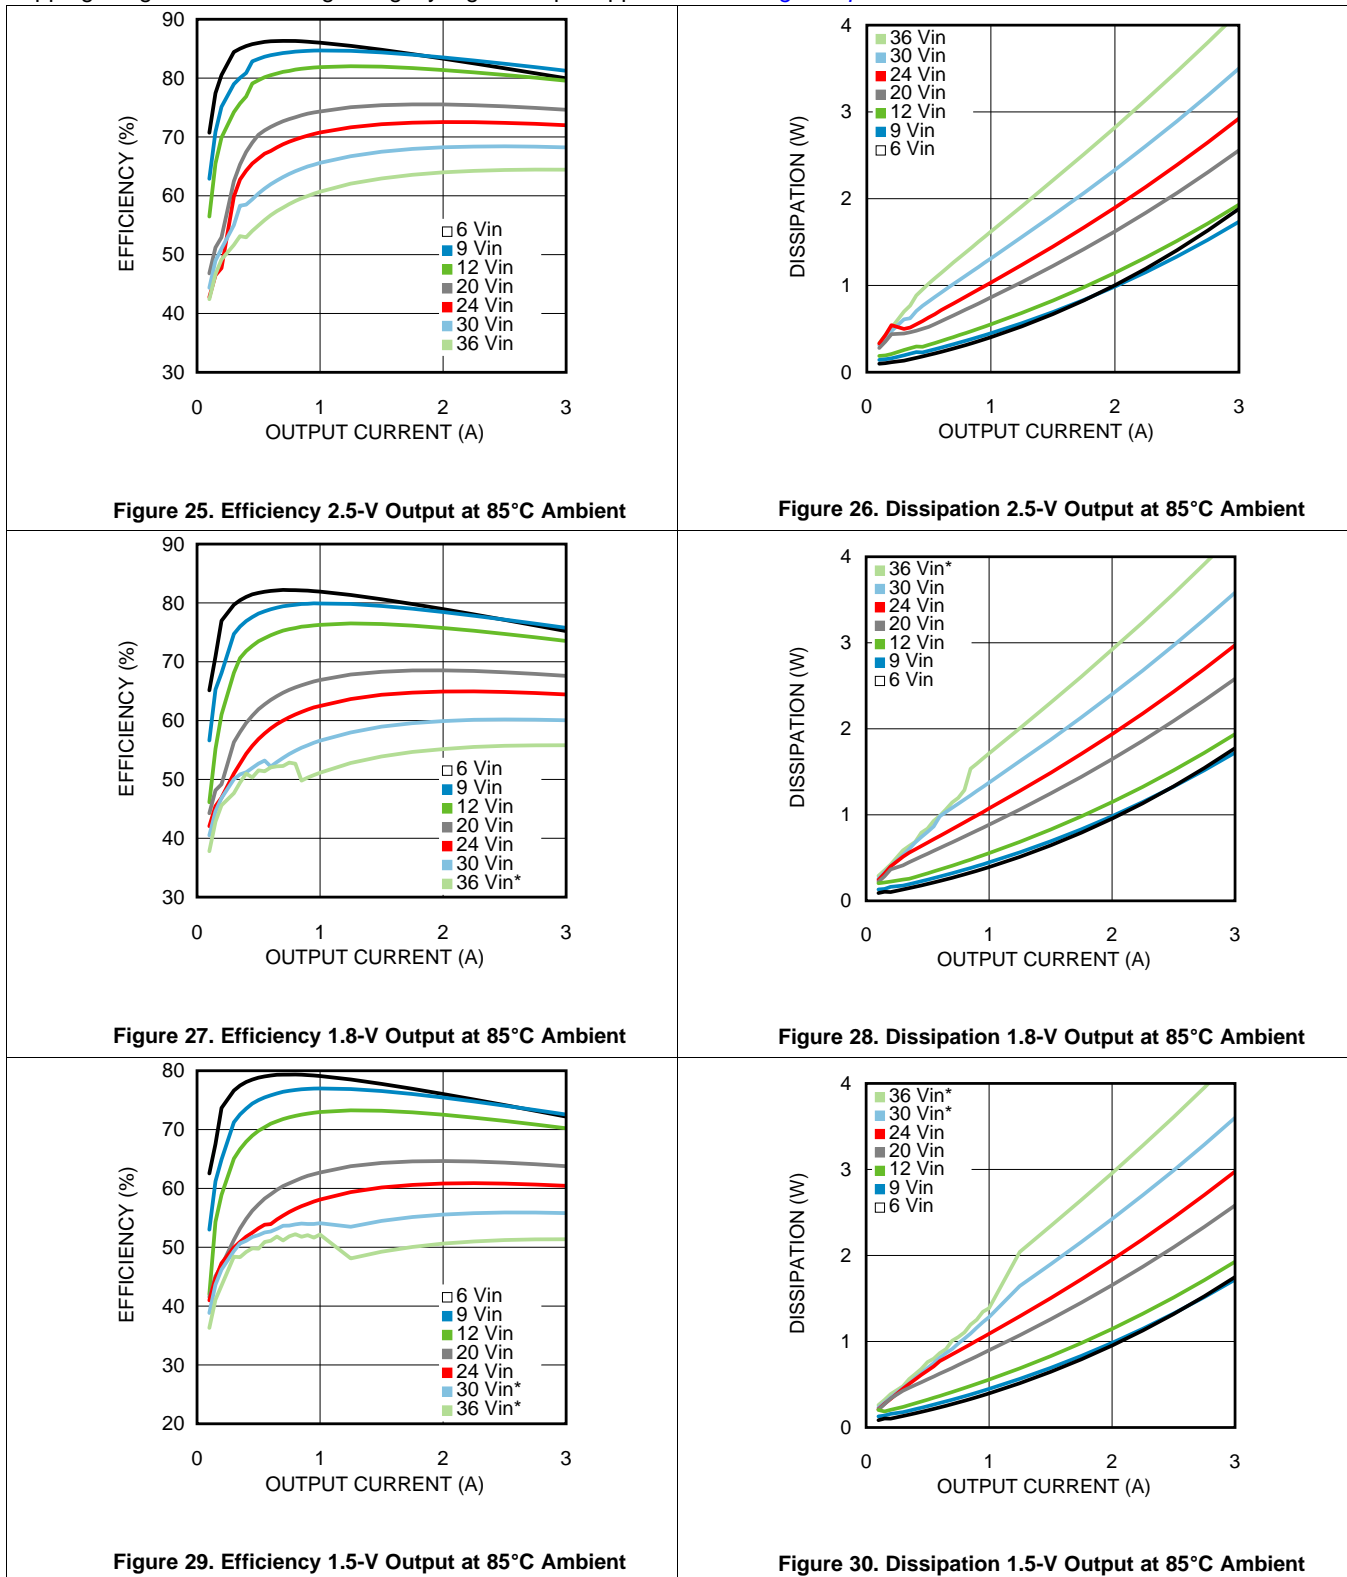 90
80
70
60
50
40
30
EFFICIENCY (%)
6 Vin
9 Vin
12 Vin
20 Vin
24 Vin
30 Vin
36 Vin
0 1 2 3
OUTPUT CURRENT (A)
Figure 25. Efficiency 2.5-V Output at 85°C Ambient
4
3
2
1
0
DISSIPATION (W)
36 Vin
30 Vin
24 Vin
20 Vin
12 Vin
9 Vin
6 Vin
0 1 2 3
OUTPUT CURRENT (A)
Figure 26. Dissipation 2.5-V Output at 85°C Ambient
90
80
70
60
50
40
30
EFFICIENCY (%)
6 Vin
9 Vin
12 Vin
20 Vin
24 Vin
30 Vin
36 Vin*
0 1 2 3
OUTPUT CURRENT (A)
Figure 27. Efficiency 1.8-V Output at 85°C Ambient
4
3
2
1
0
DISSIPATION (W)
36 Vin*
30 Vin
24 Vin
20 Vin
12 Vin
9 Vin
6 Vin
0 1 2 3
OUTPUT CURRENT (A)
Figure 28. Dissipation 1.8-V Output at 85°C Ambient
80
70
60
50
40
30
20
EFFICIENCY (%)
6 Vin
9 Vin
12 Vin
20 Vin
24 Vin
30 Vin*
36 Vin*
0 1 2 3
OUTPUT CURRENT (A)
Figure 29. Efficiency 1.5-V Output at 85°C Ambient
4
3
2
1
0
DISSIPATION (W)
36 Vin*
30 Vin*
24 Vin
20 Vin
12 Vin
9 Vin
6 Vin
0 1 2 3
OUTPUT CURRENT (A)
Figure 30. Dissipation 1.5-V Output at 85°C Ambient